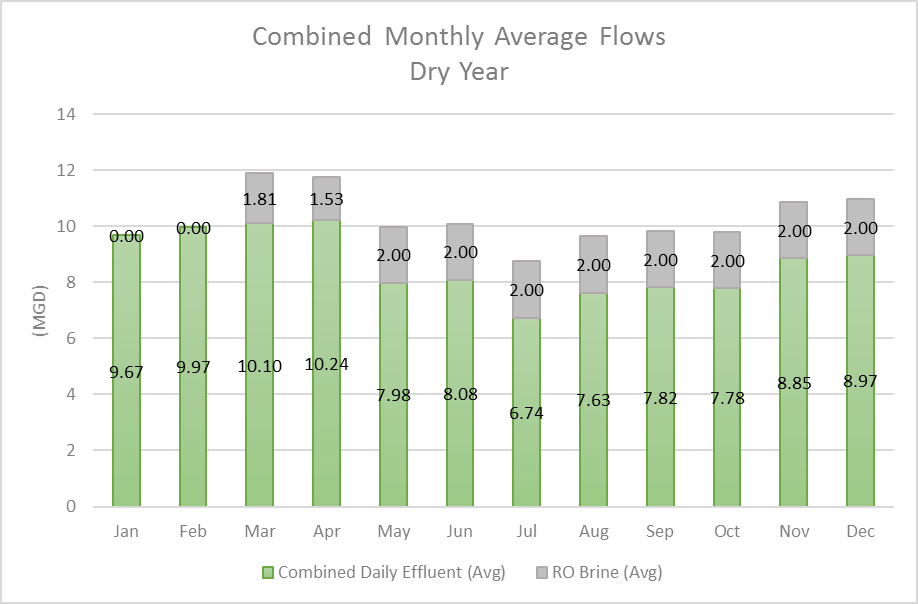 Combined Monthly Average Flows
Dry Year
14
12
10
8
6
4
2
0
(MGD)
0.00 0.00 1.81 1.53 2.00 2.00 2.00 2.00 2.00 2.00 2.00 2.00
9.67 9.97 10.10 10.24 7.98 8.08 6.74 7.63 7.82 7.78 8.85 8.97
Jan Feb Mar Apr May Jun Jul Aug Sep Oct Nov Dec
Combined Daily Effluent (Avg) RO Brine (Avg)